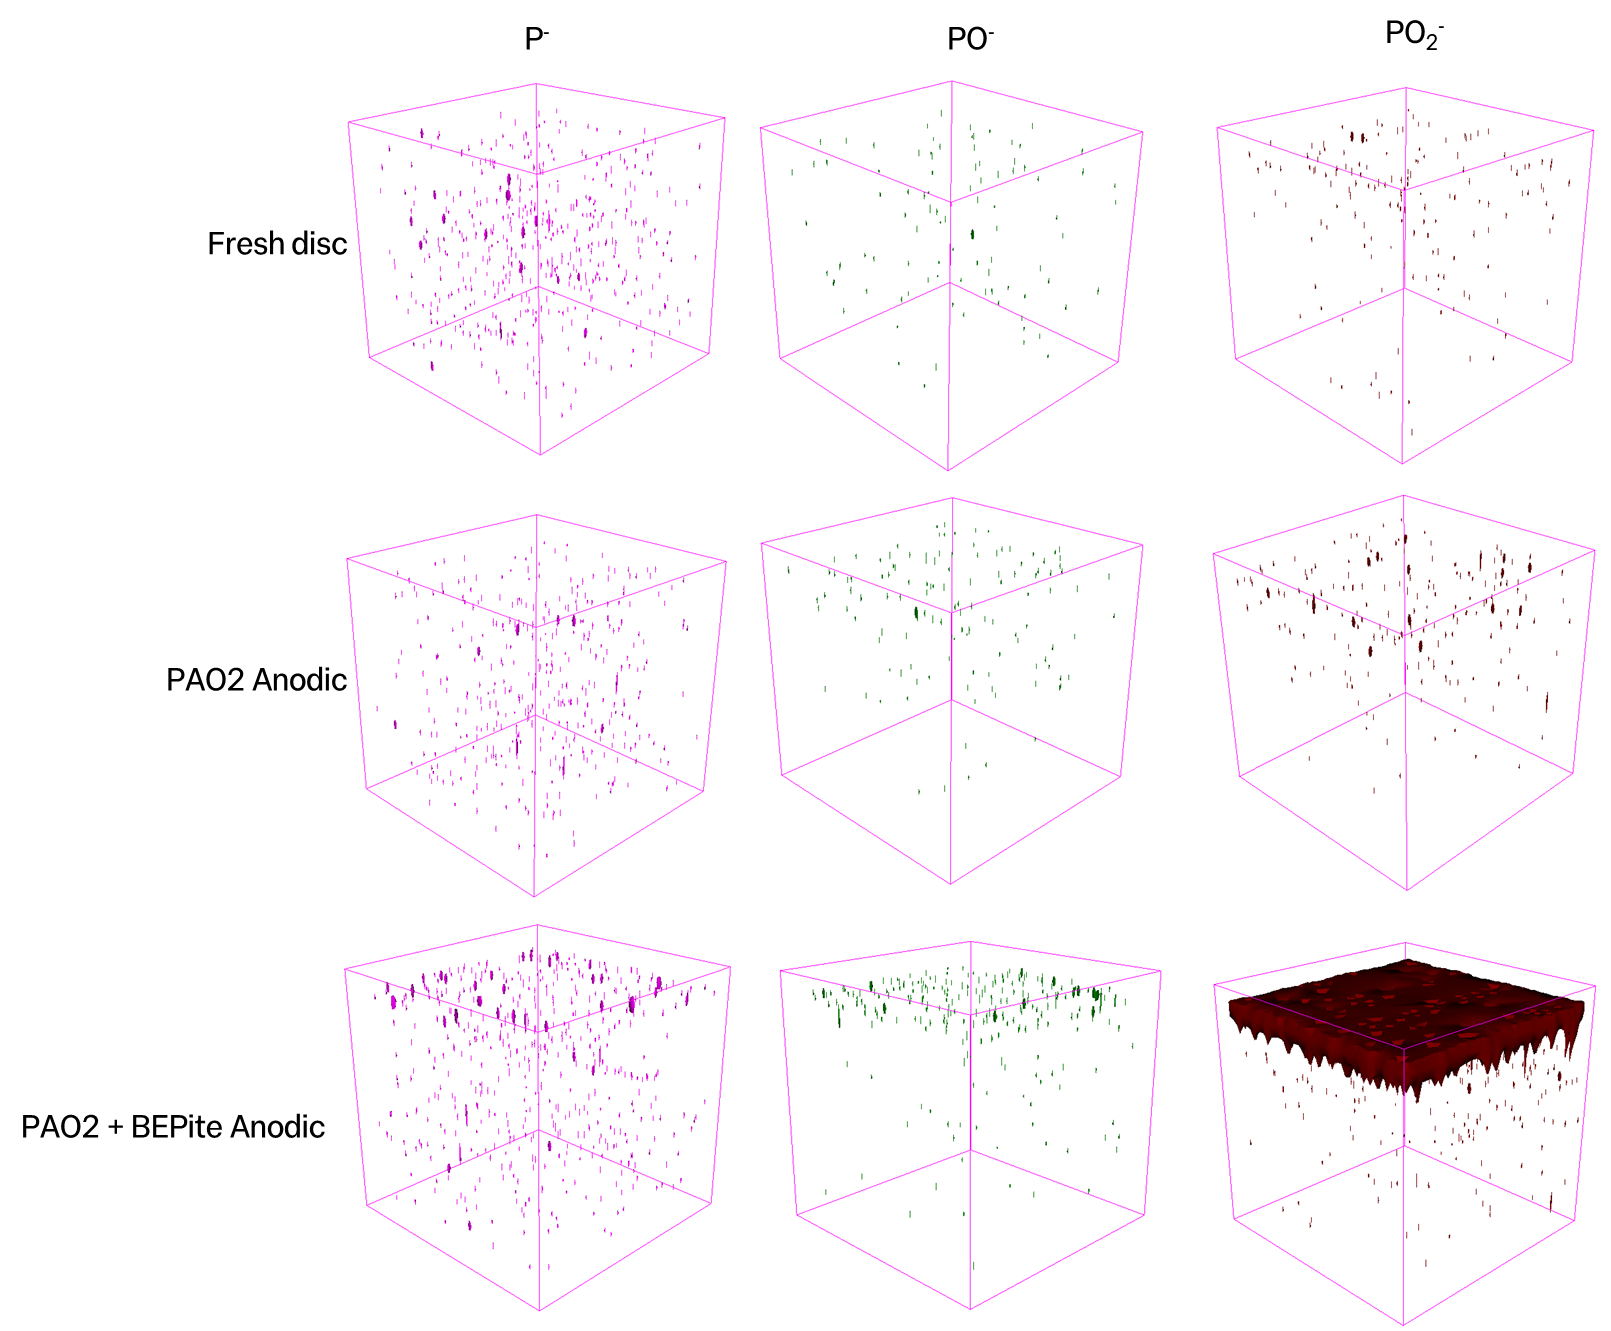 P⁻ PO⁻ PO₂⁻
Fresh disc
PAO2 Anodic
PAO2 + BEPite Anodic